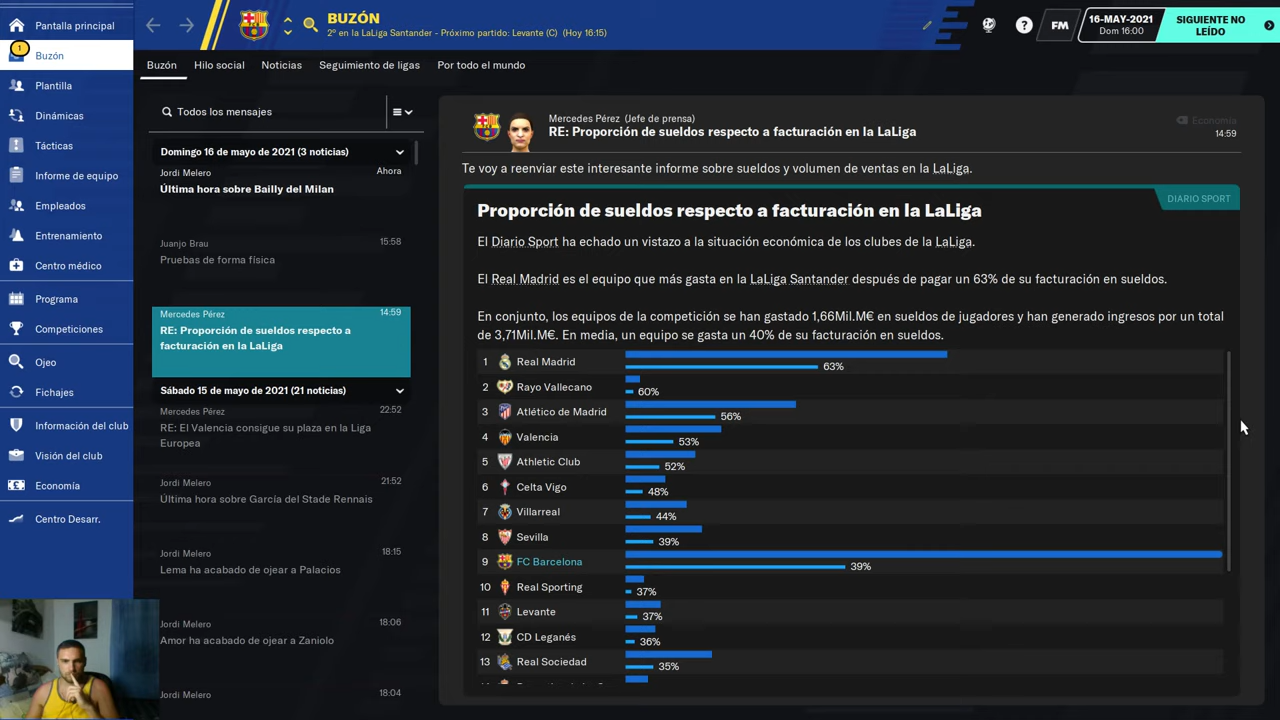 Pantalla principal
1
Buzón
Plantilla
Dinámicas
Tácticas
Informe de equipo
Empleados
Entrenamiento
Centro médico
Programa
Competiciones
Ojeo
Fichajes
Información del club
Visión del club
Economía
Centro Desarr.
BUZÓN
2º en la LaLiga Santander - Próximo partido: Levante (C) (Hoy 16:15)
?
FM
16-MAY-2021
Dom 16:00
SIGUIENTE NO
LEÍDO
Buzón
Hilo social
Noticias
Seguimiento de ligas
Por todo el mundo
Todos los mensajes
Domingo 16 de mayo de 2021 (3 noticias)
Jordi Melero Ahora
Última hora sobre Bailly del Milan
Juanjo Brau 15:58
Pruebas de forma física
Mercedes Pérez 14:59
RE: Proporción de sueldos respecto a
facturación en la LaLiga
Sábado 15 de mayo de 2021 (21 noticias)
Mercedes Pérez 22:52
RE: El Valencia consigue su plaza en la Liga
Europea
Jordi Melero 21:52
Última hora sobre García del Stade Rennais
Jordi Melero 18:15
Lema ha acabado de ojear a Palacios
Jordi Melero 18:06
Amor ha acabado de ojear a Zaniolo
Jordi Melero 18:04
Mercedes Pérez (Jefe de prensa)
RE: Proporción de sueldos respecto a facturación en la LaLiga
Economía
14:59
Te voy a reenviar este interesante informe sobre sueldos y volumen de ventas en la LaLiga.
DIARIO SPORT
Proporción de sueldos respecto a facturación en la LaLiga
El Diario Sport ha echado un vistazo a la situación económica de los clubes de la LaLiga.
El Real Madrid es el equipo que más gasta en la LaLiga Santander después de pagar un 63% de su facturación en sueldos.
En conjunto, los equipos de la competición se han gastado 1,66Mil.M€ en sueldos de jugadores y han generado ingresos por un total
de 3,71Mil.M€. En media, un equipo se gasta un 40% de su facturación en sueldos.
1 Real Madrid 63%
2 Rayo Vallecano 60%
3 Atlético de Madrid 56%
4 Valencia 53%
5 Athletic Club 52%
6 Celta Vigo 48%
7 Villarreal 44%
8 Sevilla 39%
9 FC Barcelona 39%
10 Real Sporting 37%
11 Levante 37%
12 CD Leganés 36%
13 Real Sociedad 35%